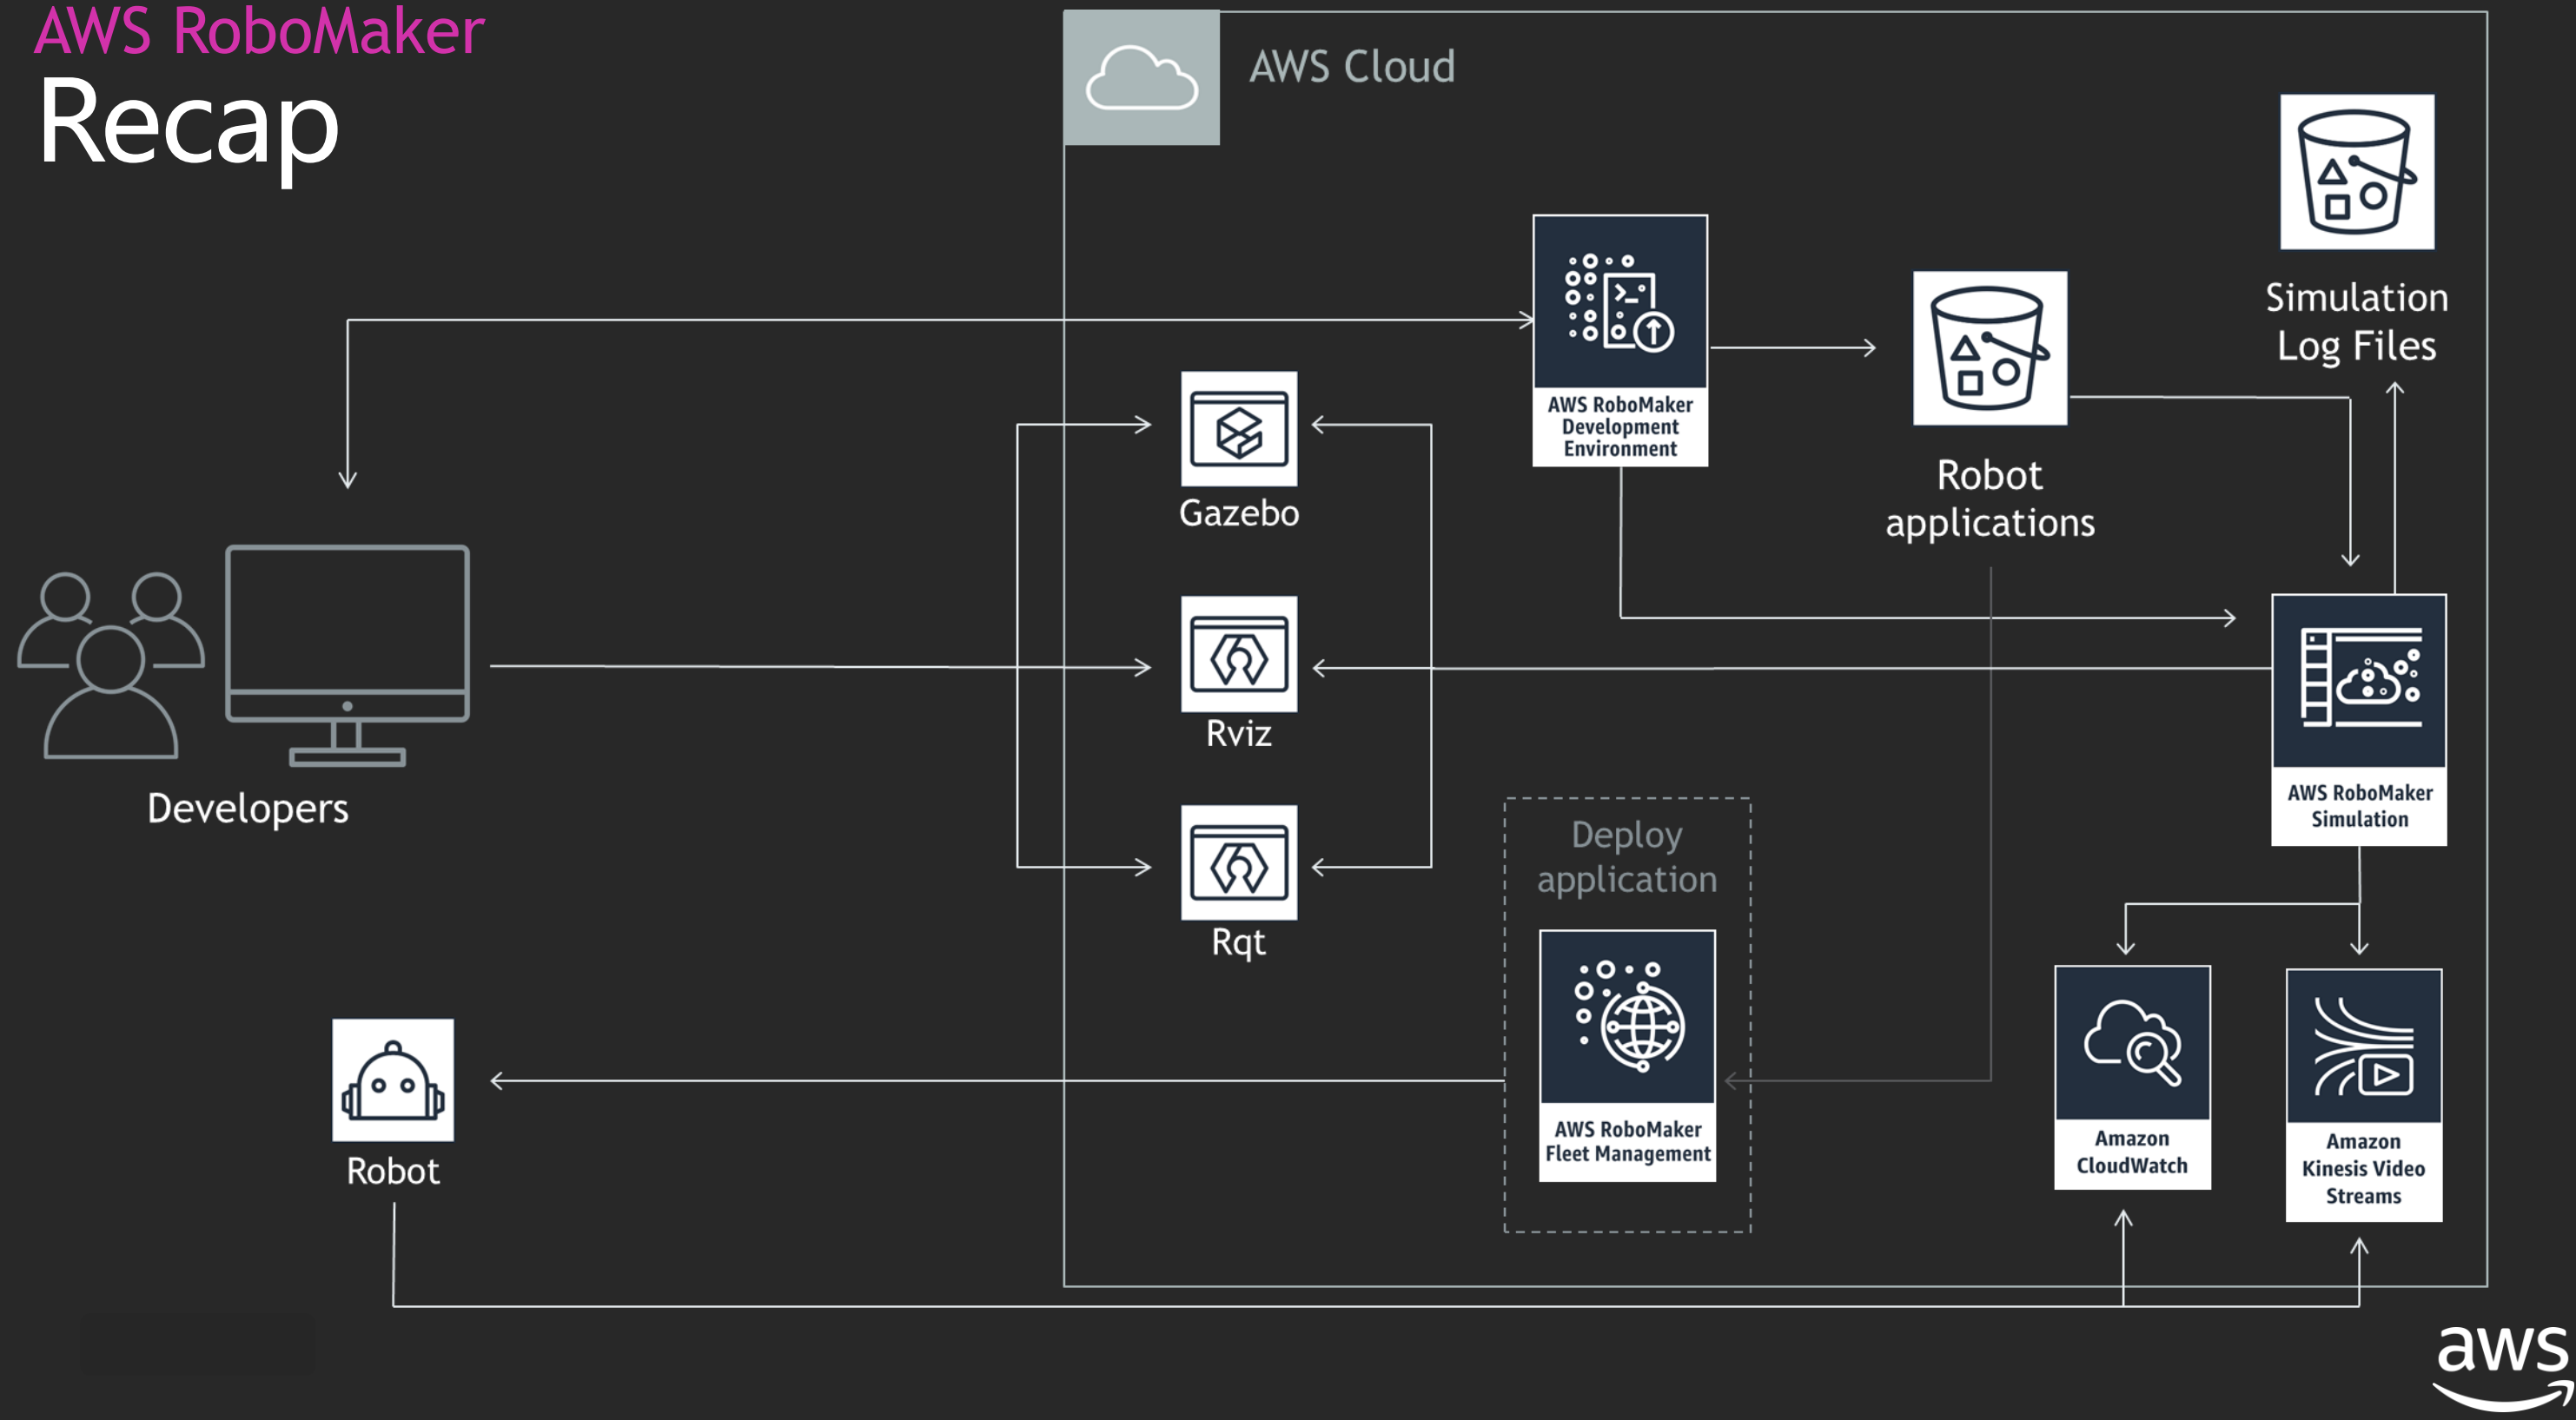 AWS RoboMaker
Recap
AWS Cloud
Simulation
Log Files
AWS RoboMaker
Development
Environment
Robot
applications
Gazebo
Rviz
Rqt
Developers
AWS RoboMaker
Simulation
Deploy
application
AWS RoboMaker
Fleet Management
Amazon
CloudWatch
Amazon
Kinesis Video
Streams
Robot
aws